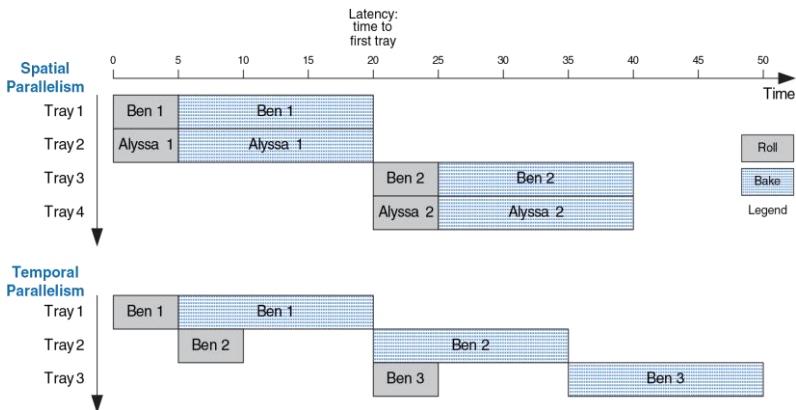 Latency:
time to
first tray
0 5 10 15 20 25 30 35 40 45 50
Time
Spatial
Parallelism
Tray 1 Ben 1 Ben 1
Tray 2 Alyssa 1 Alyssa 1
Tray 3 Ben 2 Ben 2
Tray 4 Alyssa 2 Alyssa 2
Roll
Bake
Legend
Temporal
Parallelism
Tray 1 Ben 1 Ben 1
Tray 2 Ben 2 Ben 2
Tray 3 Ben 3 Ben 3